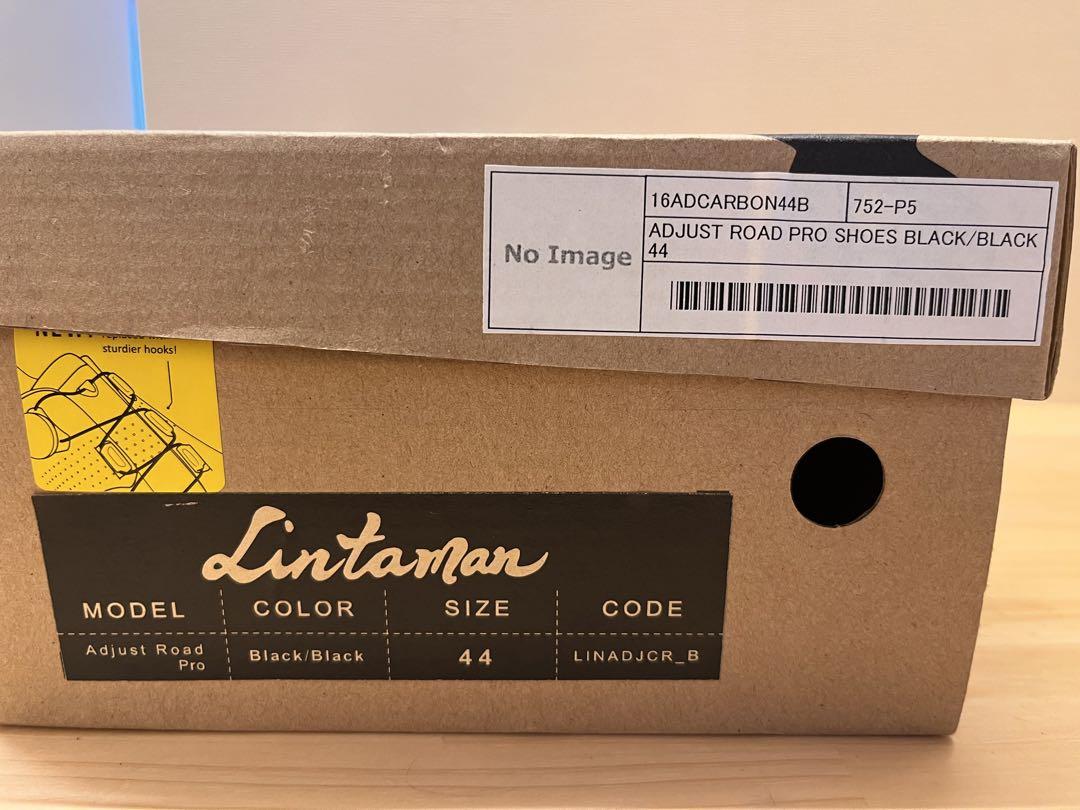 16ADCARBON44B
752-P5
ADJUST ROAD PRO SHOES BLACK/BLACK
44
No Image
sturdier hooks!
Lintaman
MODEL COLOR SIZE CODE
Adjust Road Black/Black 44 LINADJCR_B
Pro